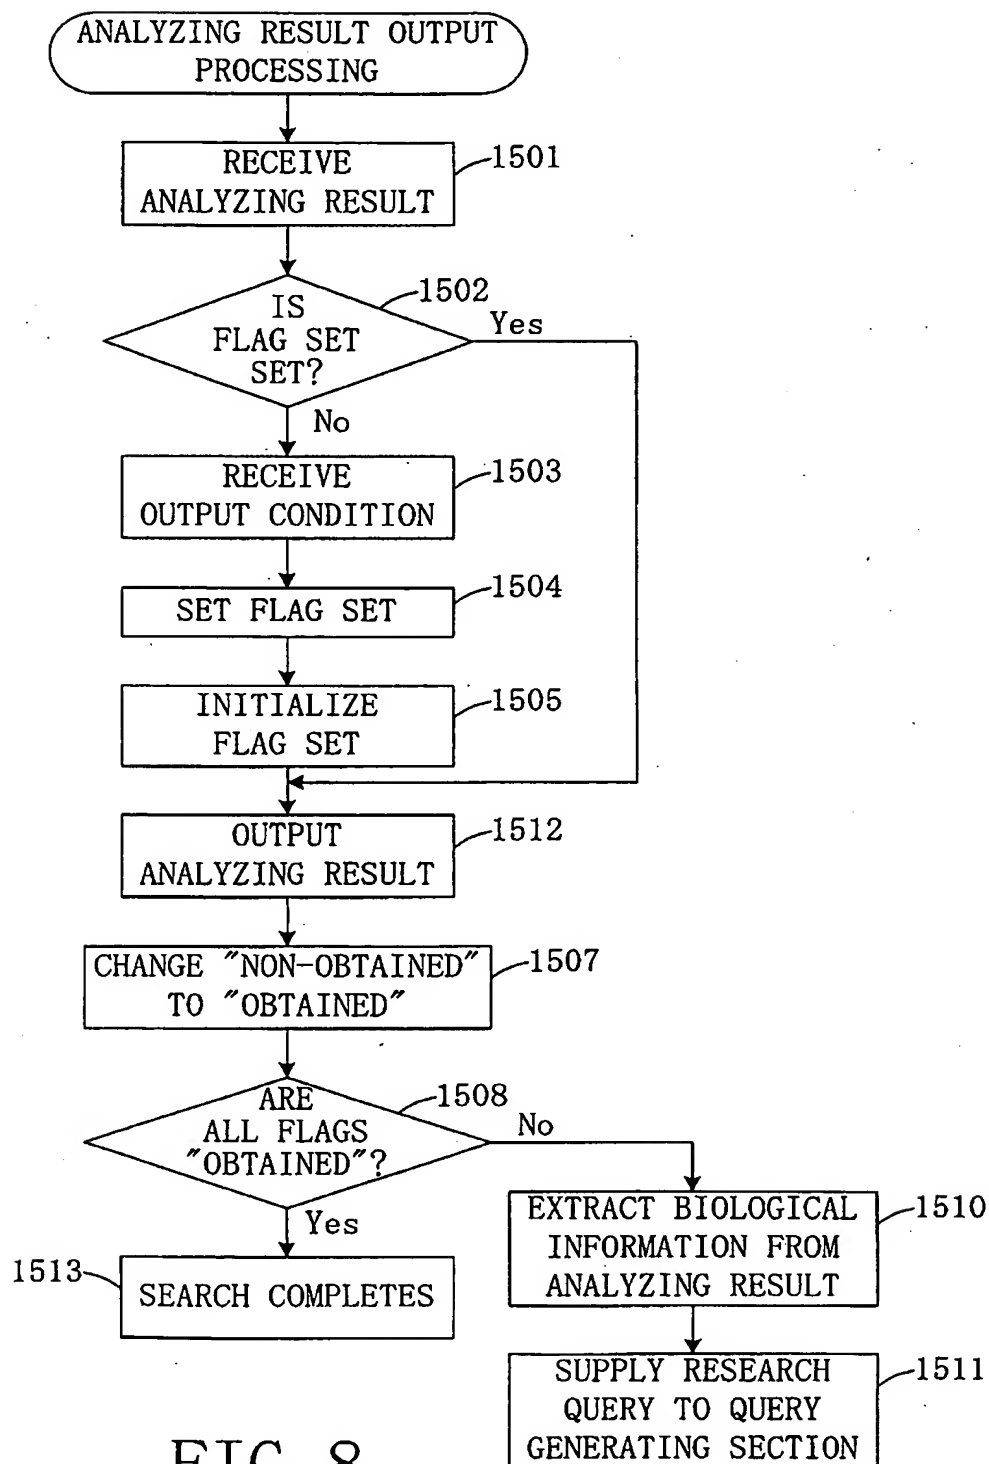 ANALYZING RESULT OUTPUT
PROCESSING
RECEIVE
ANALYZING RESULT
1501
IS
FLAG SET
SET?
1502
Yes
No
RECEIVE
OUTPUT CONDITION
1503
SET FLAG SET
1504
INITIALIZE
FLAG SET
1505
OUTPUT
ANALYZING RESULT
1512
CHANGE "NON-OBTAINED"
TO "OBTAINED"
1507
ARE
ALL FLAGS
"OBTAINED"?
1508
No
Yes
1513
SEARCH COMPLETES
EXTRACT BIOLOGICAL
INFORMATION FROM
ANALYZING RESULT
1510
SUPPLY RESEARCH
QUERY TO QUERY
GENERATING SECTION
1511
FIG 8